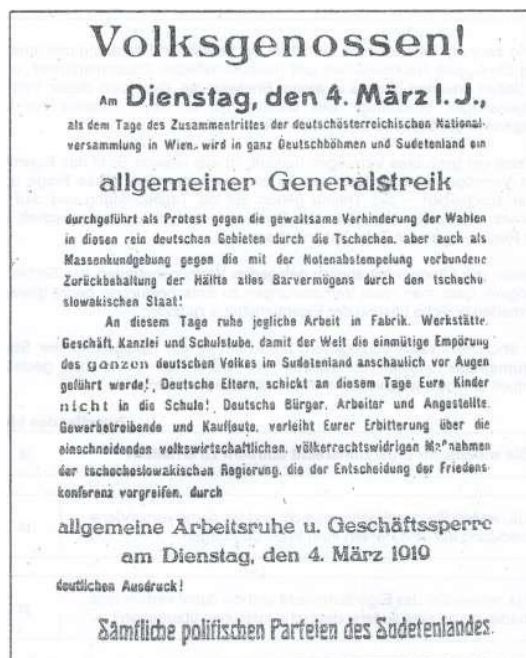 Volksgenossen!
Am Dienstag, den 4. März l. J.,
als dem Tage des Zusammentrittes der deutschösterreichischen National-
versammlung in Wien, wird in ganz Deutschböhmen und Sudetenland ein
allgemeiner Generalstreik
durchgeführt als Protest gegen die gewaltsame Verhinderung der Wahlen
in diesen rein deutschen Gebieten durch die Tschechen, aber auch als
Massenkundgebung gegen die mit der Notenabstempelung verbundene
Zurückbehaltung der Hälfte alles Barvermögens durch den tschecho-
slowakischen Staat!
An diesem Tage ruhe jegliche Arbeit in Fabrik, Werkstätte,
Geschäft, Kanzlei und Schulstube, damit der Welt die einmütige Empörung
des ganzen deutschen Volkes im Sudetenland anschaulich vor Augen
geführt werde! Deutsche Eltern, schickt an diesem Tage Eure Kinder
nicht in die Schule! Deutsche Bürger, Arbeiter und Angestellte,
Gewerbetreibende und Kaufleute, verleiht Eurer Erbitterung über die
einschneidenden volkswirtschaftlichen, völkerrechtswidrigen Maßnahmen
der tschechoslowakischen Regierung, die der Entscheidung der Friedens-
konferenz vorgreifen, durch
allgemeine Arbeitsruhe u. Geschäftssperre
am Dienstag, den 4. März 1919
deutlichen Ausdruck!
Sämtliche politischen Parteien des Sudetenlandes.